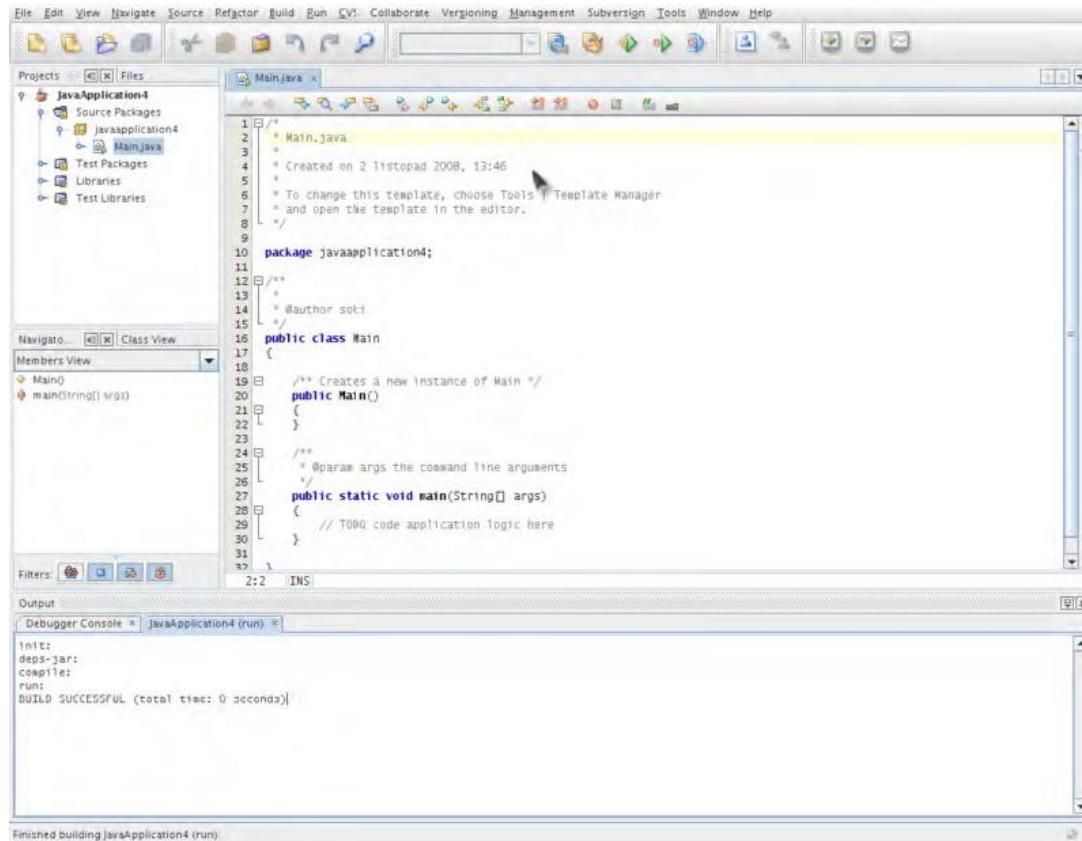 File Edit View Navigate Source Refactor Build Run CVS Collaborate Versioning Management Subversion Tools Window Help
Projects Files
JavaApplication4
Source Packages
javaapplication4
Main.java
Test Packages
Libraries
Test Libraries
Navigato... Class View
Members View
Main()
main(String[] args)
Filters:
Main.java
1 /*
2 * Main.java
3 *
4 * Created on 2 listopad 2008, 13:46
5 *
6 * To change this template, choose Tools | Template Manager
7 * and open the template in the editor.
8 */
9
10 package javaapplication4;
11
12 /**
13 *
14 * @author soki
15 */
16 public class Main
17 {
18
19 /** Creates a new instance of Main */
20 public Main()
21 {
22 }
23
24 /**
25 * @param args the command line arguments
26 */
27 public static void main(String[] args)
28 {
29 // TODO code application logic here
30 }
31
32 }
2:2 INS
Output
Debugger Console JavaApplication4 (run)
init:
deps-jar:
compile:
run:
BUILD SUCCESSFUL (total time: 0 seconds)
Finished building JavaApplication4 (run)